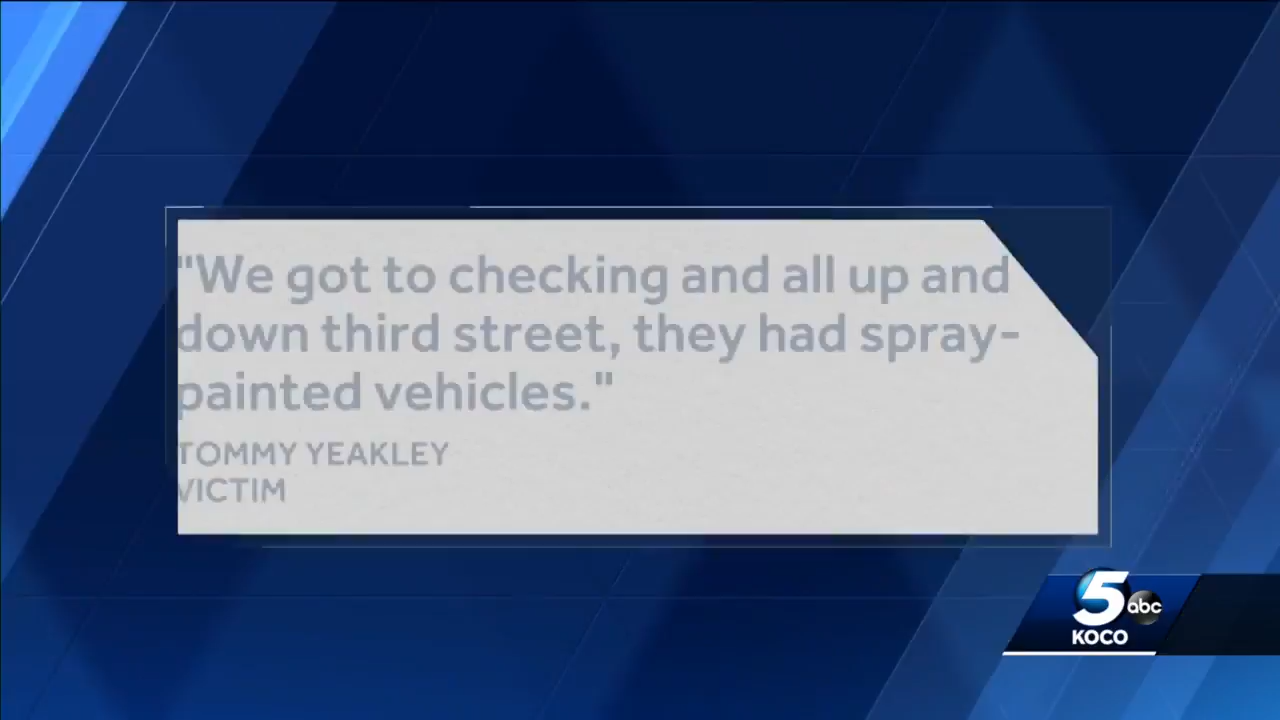 "We got to checking and all up and
down third street, they had spray-
painted vehicles."
TOMMY YEAKLEY
VICTIM
5 abc
KOCO